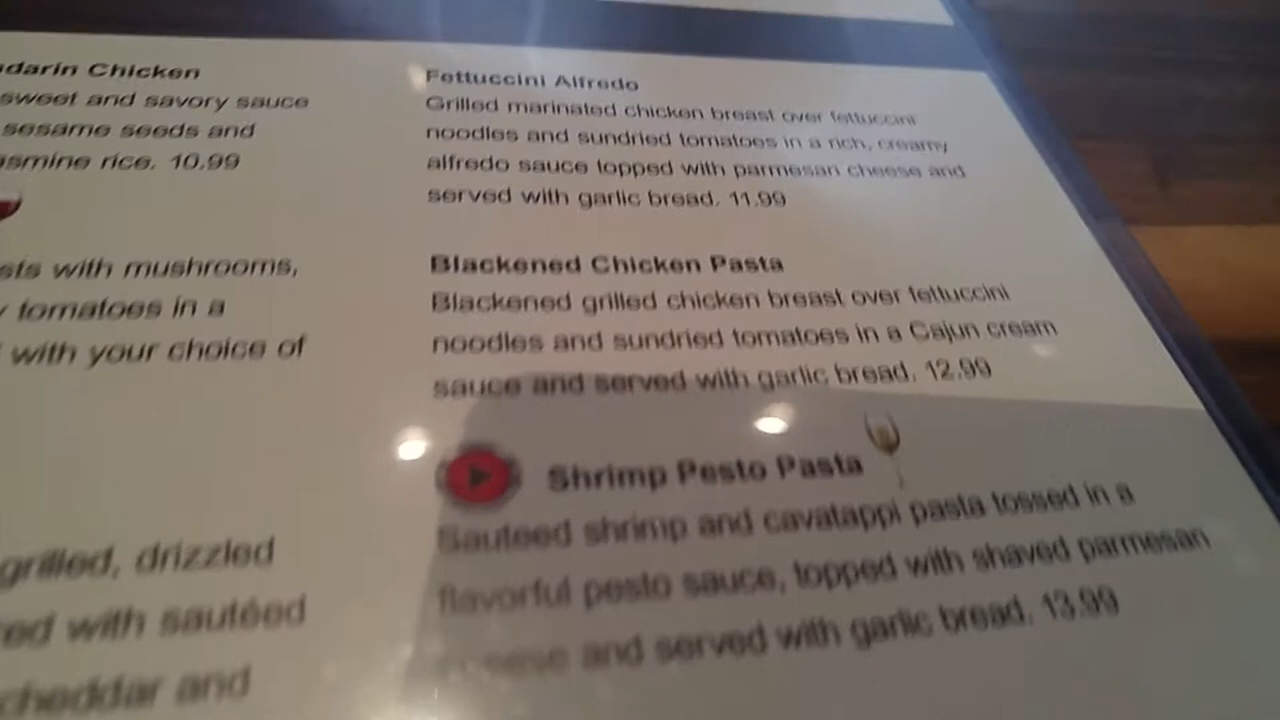 darin Chicken
sweet and savory sauce
sesame seeds and
asmine rice. 10.99
sts with mushrooms,
y tomatoes in a
with your choice of
grilled, drizzled
ed with sautéed
cheddar and
Fettuccini Alfredo
Grilled marinated chicken breast over fettuccini
noodles and sundried tomatoes in a rich, creamy
alfredo sauce topped with parmesan cheese and
served with garlic bread. 11.99
Blackened Chicken Pasta
Blackened grilled chicken breast over fettuccini
noodles and sundried tomatoes in a Cajun cream
sauce and served with garlic bread. 12.99
Shrimp Pesto Pasta
Sauteed shrimp and cavatappi pasta tossed in a
flavorful pesto sauce, topped with shaved parmesan
cheese and served with garlic bread. 13.99